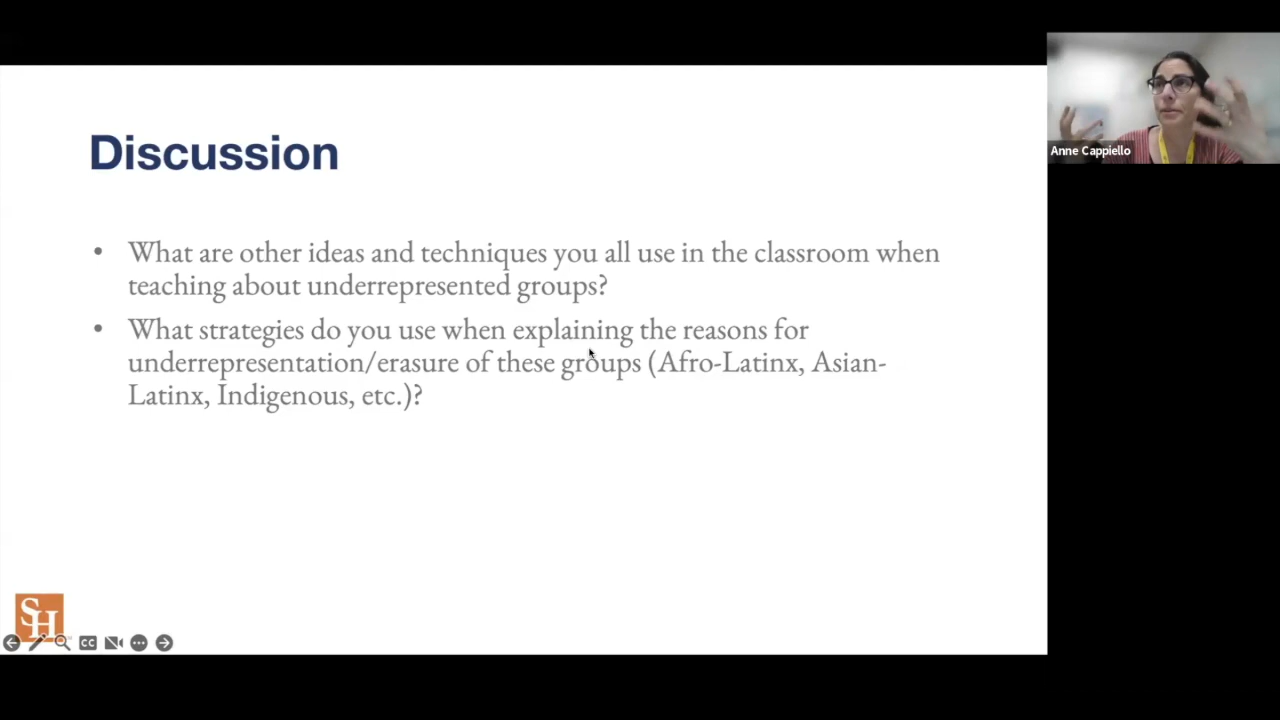 Discussion
• What are other ideas and techniques you all use in the classroom when
teaching about underrepresented groups?
• What strategies do you use when explaining the reasons for
underrepresentation/erasure of these groups (Afro-Latinx, Asian-
Latinx, Indigenous, etc.)?
Anne Cappiello
SH
CC